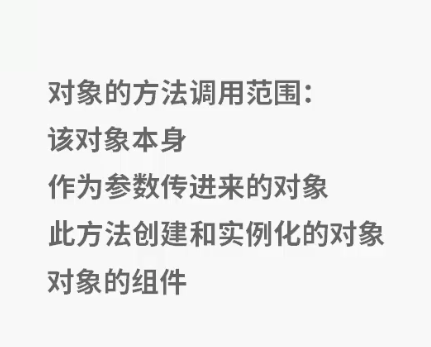 对象的方法调用范围：
该对象本身
作为参数传进来的对象
此方法创建和实例化的对象
对象的组件